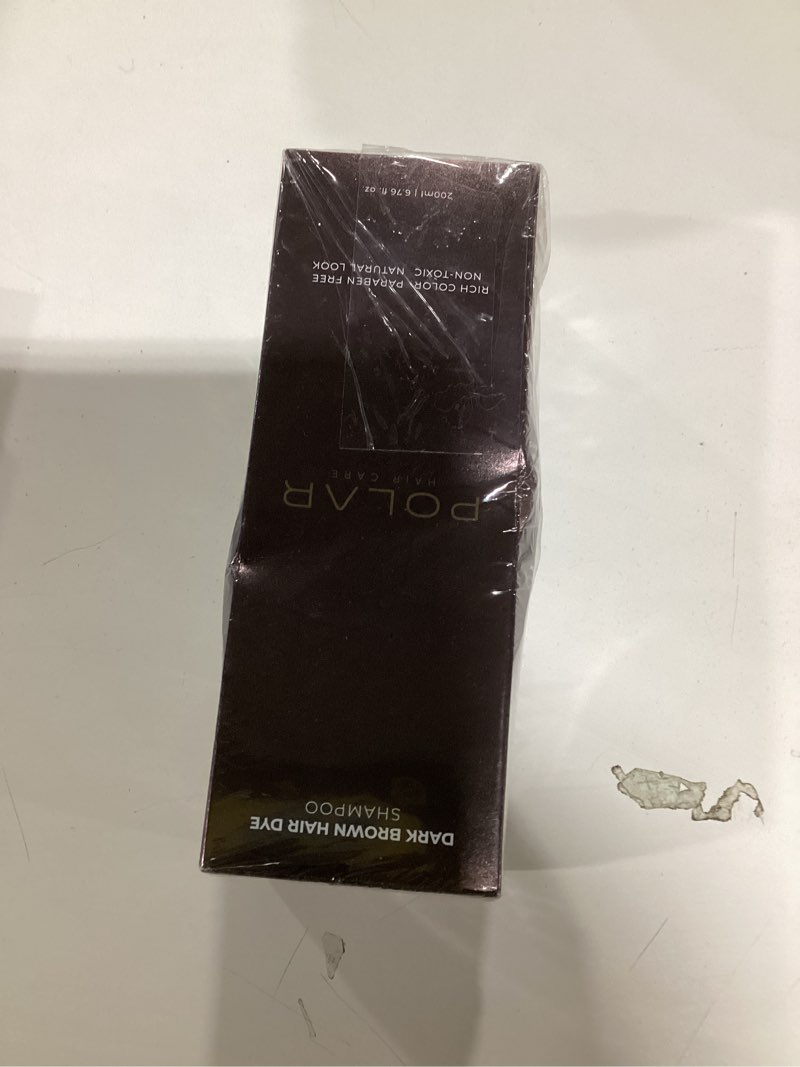 DARK BROWN HAIR DYE
SHAMPOO
POLAR
HAIR CARE
RICH COLOR PARABEN FREE
NON-TOXIC NATURAL LOOK
200ml | 6.76 fl. oz.